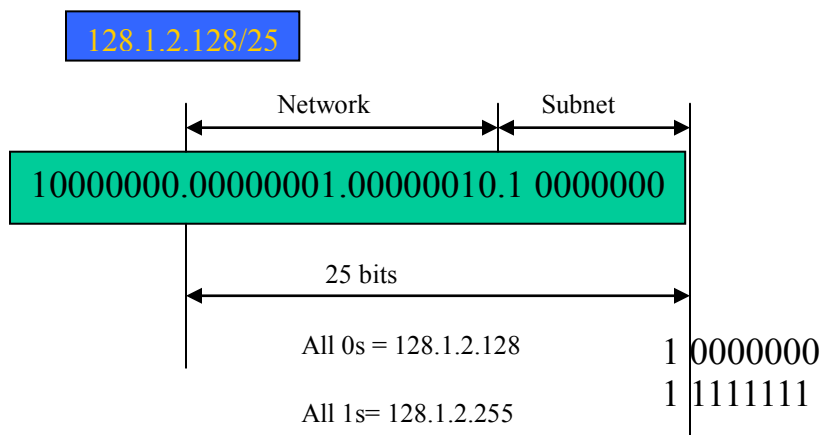 128.1.2.128/25
Network Subnet
10000000.00000001.00000010.1 0000000
25 bits
All 0s = 128.1.2.128
1 0000000
1 1111111
All 1s= 128.1.2.255